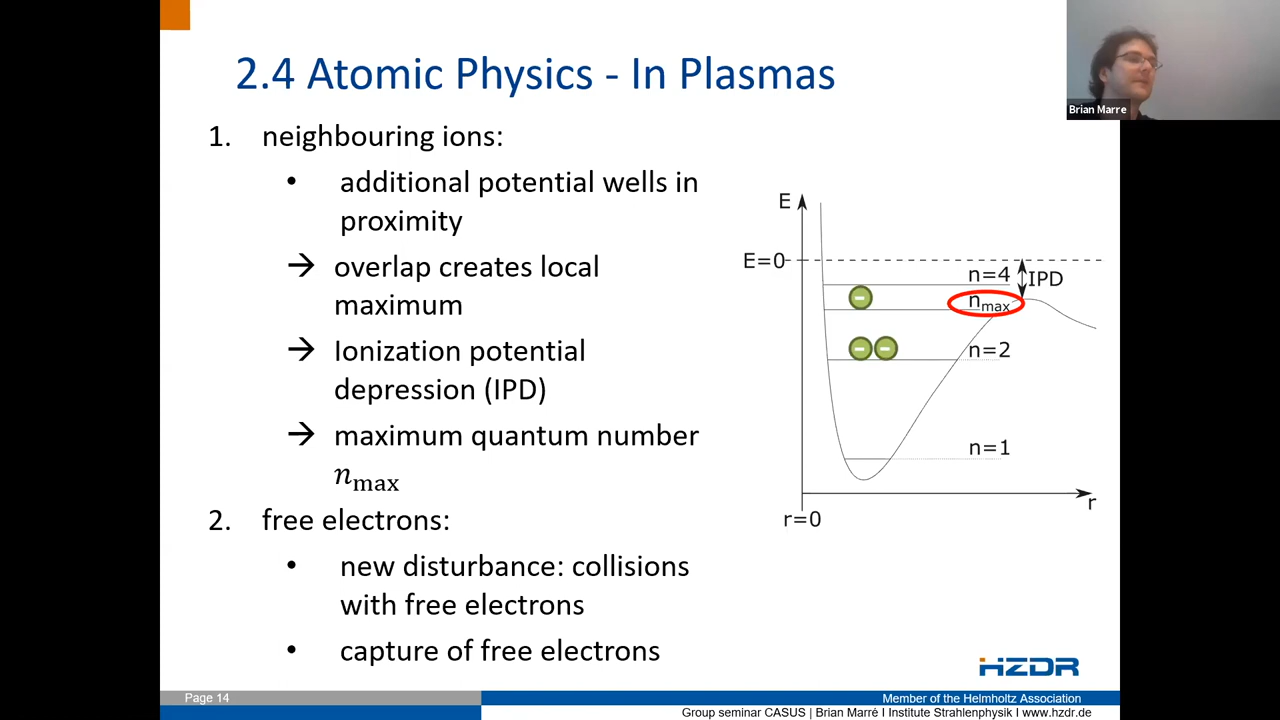 2.4 Atomic Physics - In Plasmas
Brian Marre
1. neighbouring ions:
• additional potential wells in
proximity
→ overlap creates local
maximum
→ Ionization potential
depression (IPD)
→ maximum quantum number
n_max
2. free electrons:
• new disturbance: collisions
with free electrons
• capture of free electrons
E
E=0
n=4
IPD
n_max
n=2
n=1
r
r=0
HZDR
Page 14
Member of the Helmholtz Association
Group seminar CASUS | Brian Marré I Institute Strahlenphysik I www.hzdr.de